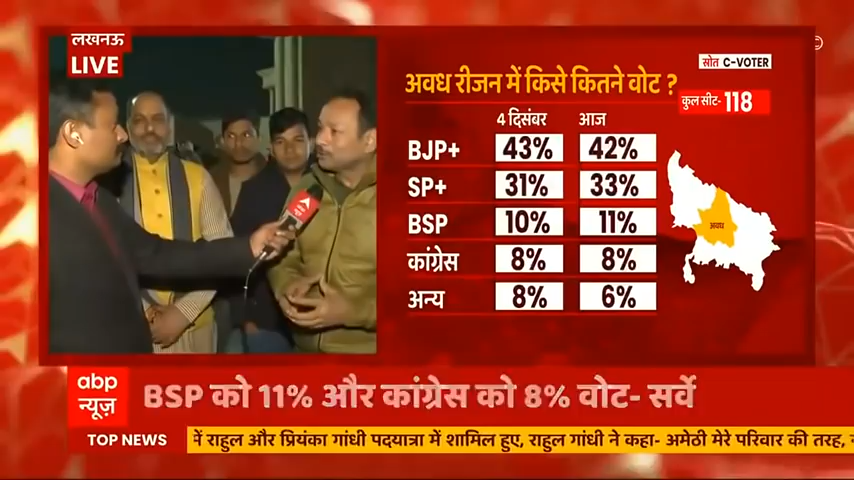 लखनऊ
LIVE
स्रोत C-VOTER
अवध रीजन में किसे कितने वोट ?
कुल सीट- 118
4 दिसंबर आज
BJP+ 43% 42%
SP+ 31% 33%
BSP 10% 11%
कांग्रेस 8% 8%
अन्य 8% 6%
अवध
abp
न्यूज़
BSP को 11% और कांग्रेस को 8% वोट- सर्वे
TOP NEWS
में राहुल और प्रियंका गांधी पदयात्रा में शामिल हुए, राहुल गांधी ने कहा- अमेठी मेरे परिवार की तरह,